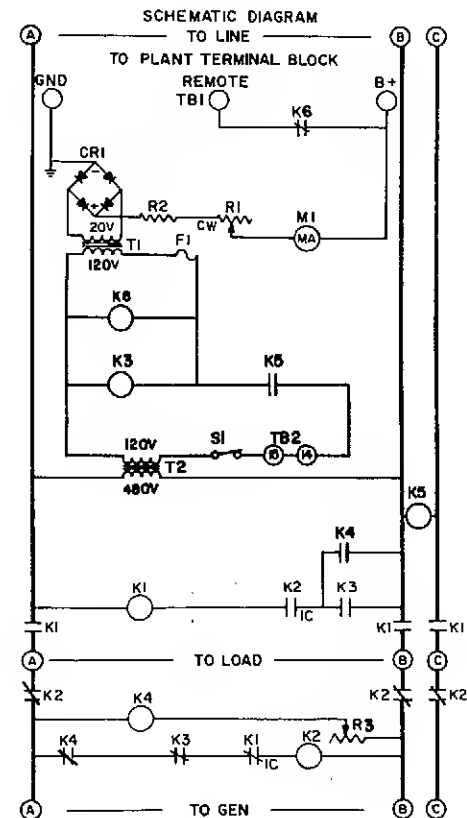 SCHEMATIC DIAGRAM
A TO LINE B C
TO PLANT TERMINAL BLOCK
GND REMOTE B+
TB1
K6
CR1
- +
R2 R1
CW
M1
MA
20V
T1 F1
120V
K6
K3 K5
120V S1 TB2
15 14
T2
480V
K5
K4
K1 K2 K3
IC
K1 K1 K1
A TO LOAD B C
K2 K4 K2 K2
R3
K4 K3 K1 K2
IC
A TO GEN B C